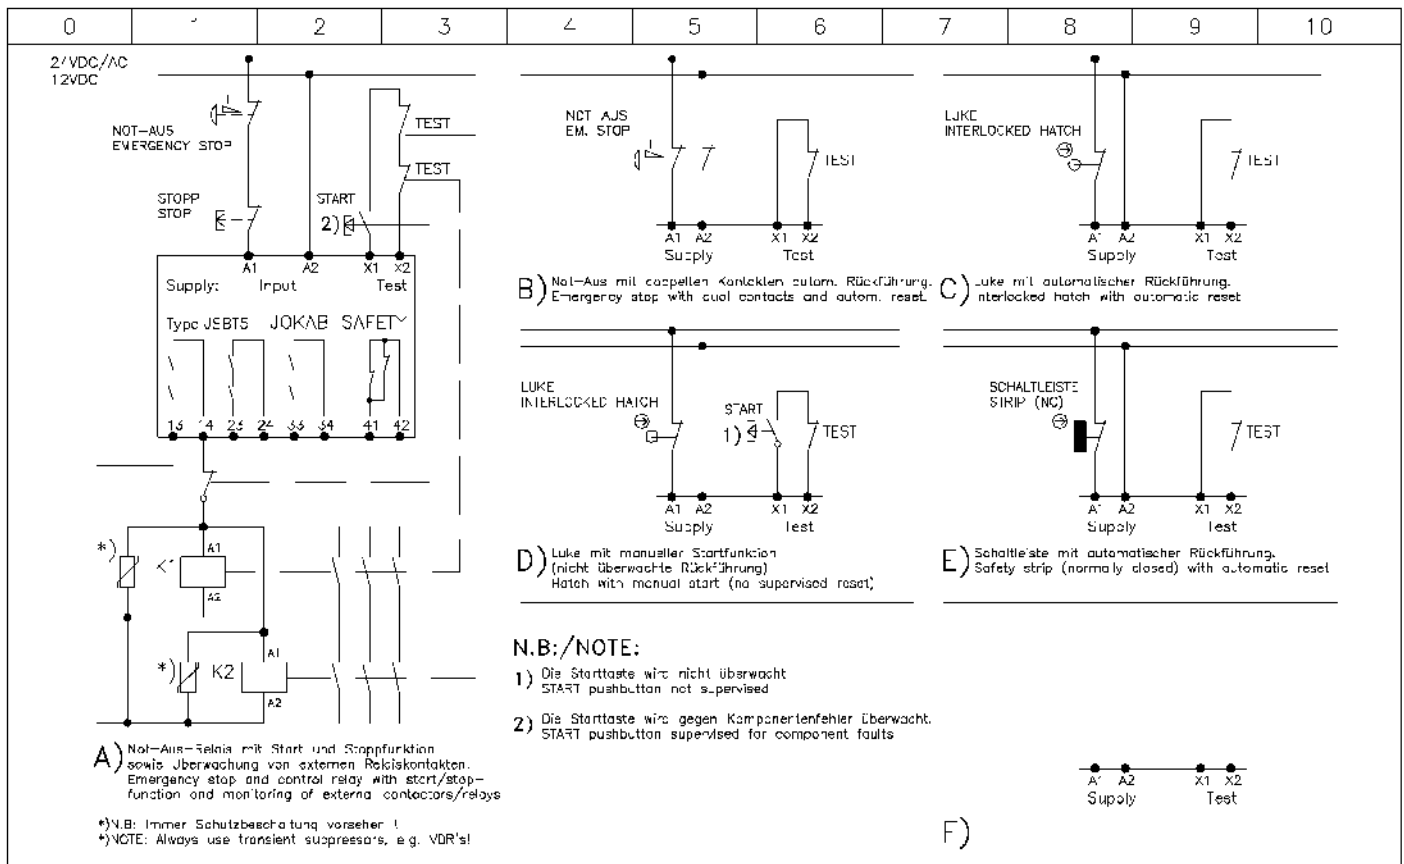 0 2 3 4 5 6 7 8 9 10
24VDC/AC
12VDC
NOT-AUS
EMERGENCY STOP
TEST
TEST
STOPP
STOP
START
2)
A1 A2 X1 X2
Supply: Input Test
Type JSBT5 JOKAB SAFETY
13 14 23 24 33 34 41 42
*)
K1
A1
A2
*)
K2
A1
A2
A) Not-Aus-Relais mit Start und Stoppfunktion
sowie Überwachung von externen Relaiskontakten.
Emergency stop and control relay with start/stop-
function and monitoring of external contactors/relays
*)N.B: Immer Schutzbeschaltung vorsehen !
*)NOTE: Always use transient suppressors, e.g. VDR's!
NOT AUS
EM. STOP
TEST
A1 A2 X1 X2
Supply Test
B) Not-Aus mit doppelten Kontakten autom. Rückführung.
Emergency stop with dual contacts and autom. reset.
LUKE
INTERLOCKED HATCH
TEST
A1 A2 X1 X2
Supply Test
C) Luke mit automatischer Rückführung.
Interlocked hatch with automatic reset
LUKE
INTERLOCKED HATCH
START
1)
TEST
A1 A2 X1 X2
Supply Test
D) Luke mit manueller Startfunktion
(nicht überwachte Rückführung)
Hatch with manual start (no supervised reset)
SCHALTLEISTE
STRIP (NC)
TEST
A1 A2 X1 X2
Supply Test
E) Schaltleiste mit automatischer Rückführung.
Safety strip (normally closed) with automatic reset
N.B:/NOTE:
1) Die Starttaste wird nicht überwacht
START pushbutton not supervised
2) Die Starttaste wird gegen Komponentenfehler überwacht.
START pushbutton supervised for component faults
A1 A2 X1 X2
Supply Test
F)